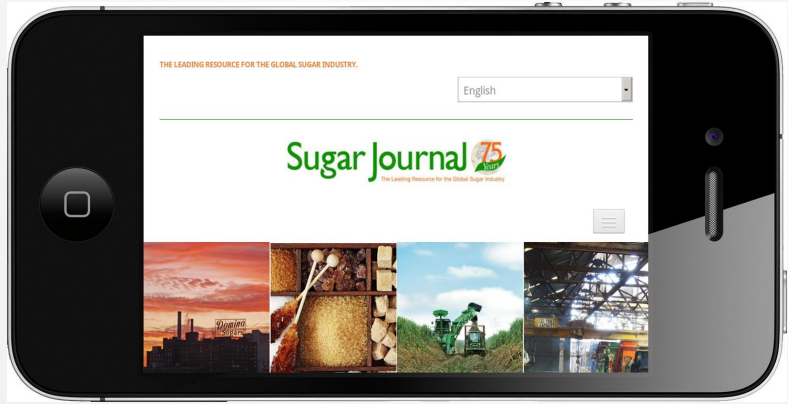 THE LEADING RESOURCE FOR THE GLOBAL SUGAR INDUSTRY.
English
Sugar Journal 75 Years
The Leading Resource for the Global Sugar Industry
Domino
Sugars